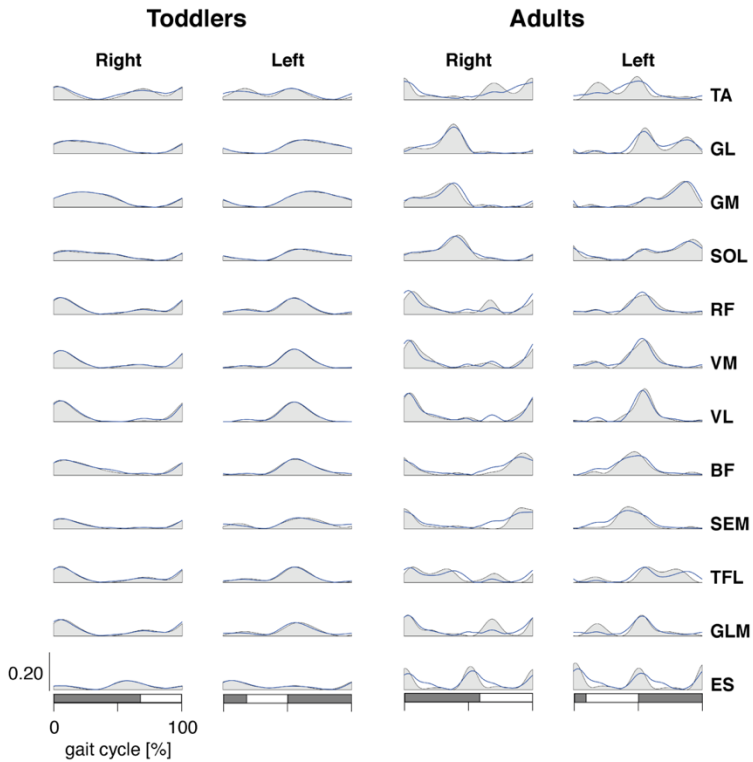 Toddlers Adults
Right Left Right Left
TA
GL
GM
SOL
RF
VM
VL
BF
SEM
TFL
GLM
0.20 ES
0 100
gait cycle [%]